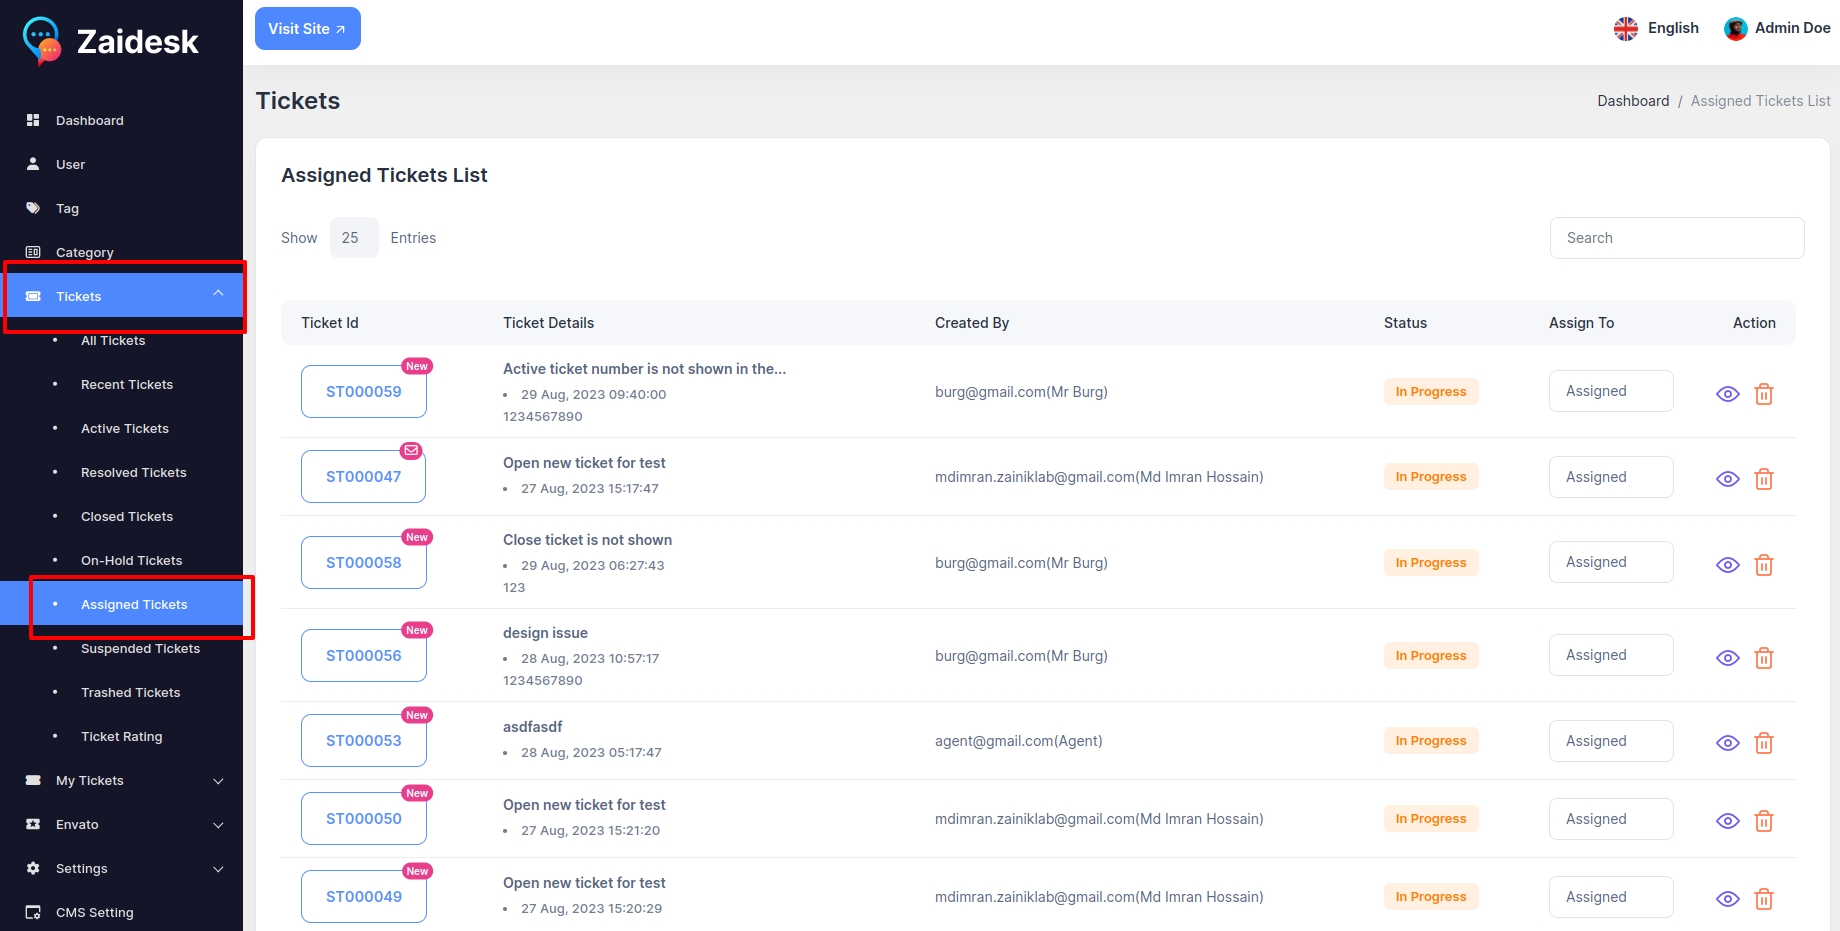 Zaidesk
Visit Site
English
Admin Doe
Dashboard
User
Tag
Category
Tickets
All Tickets
Recent Tickets
Active Tickets
Resolved Tickets
Closed Tickets
On-Hold Tickets
Assigned Tickets
Suspended Tickets
Trashed Tickets
Ticket Rating
My Tickets
Envato
Settings
CMS Setting
Tickets
Dashboard / Assigned Tickets List
Assigned Tickets List
Show 25 Entries
Search
Ticket Id Ticket Details Created By Status Assign To Action
New
ST000059
Active ticket number is not shown in the...
• 29 Aug, 2023 09:40:00
1234567890
burg@gmail.com(Mr Burg)
In Progress
Assigned
ST000047
Open new ticket for test
• 27 Aug, 2023 15:17:47
mdimran.zainiklab@gmail.com(Md Imran Hossain)
In Progress
Assigned
New
ST000058
Close ticket is not shown
• 29 Aug, 2023 06:27:43
123
burg@gmail.com(Mr Burg)
In Progress
Assigned
New
ST000056
design issue
• 28 Aug, 2023 10:57:17
1234567890
burg@gmail.com(Mr Burg)
In Progress
Assigned
New
ST000053
asdfasdf
• 28 Aug, 2023 05:17:47
agent@gmail.com(Agent)
In Progress
Assigned
New
ST000050
Open new ticket for test
• 27 Aug, 2023 15:21:20
mdimran.zainiklab@gmail.com(Md Imran Hossain)
In Progress
Assigned
New
ST000049
Open new ticket for test
• 27 Aug, 2023 15:20:29
mdimran.zainiklab@gmail.com(Md Imran Hossain)
In Progress
Assigned